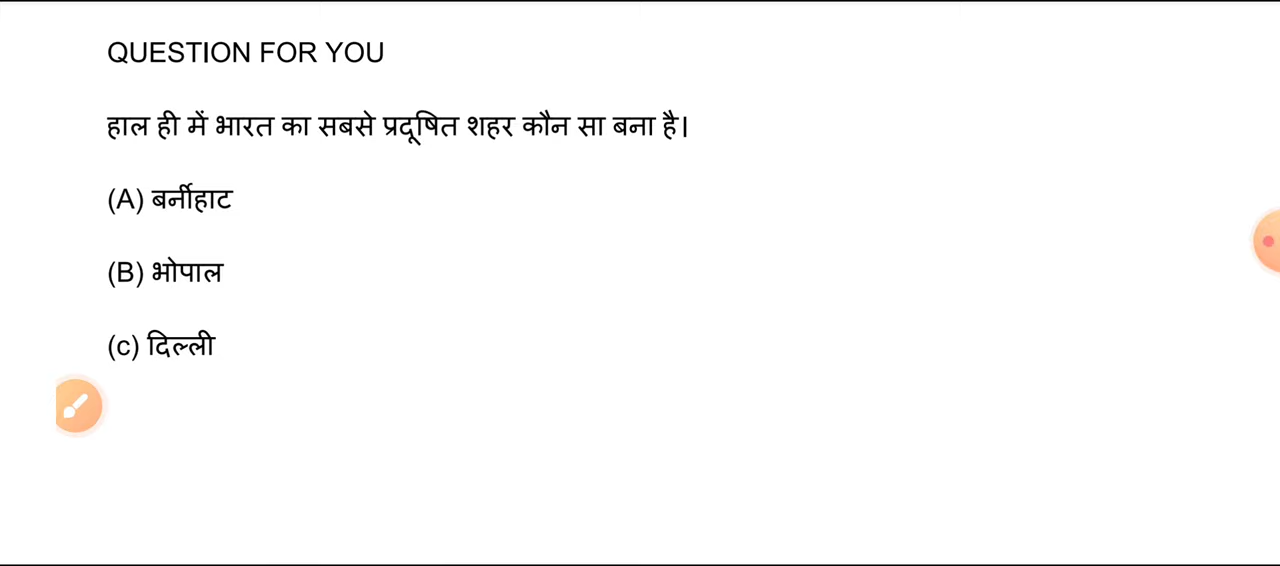 QUESTION FOR YOU
हाल ही में भारत का सबसे प्रदूषित शहर कौन सा बना है।
(A) बर्नीहाट
(B) भोपाल
(c) दिल्ली